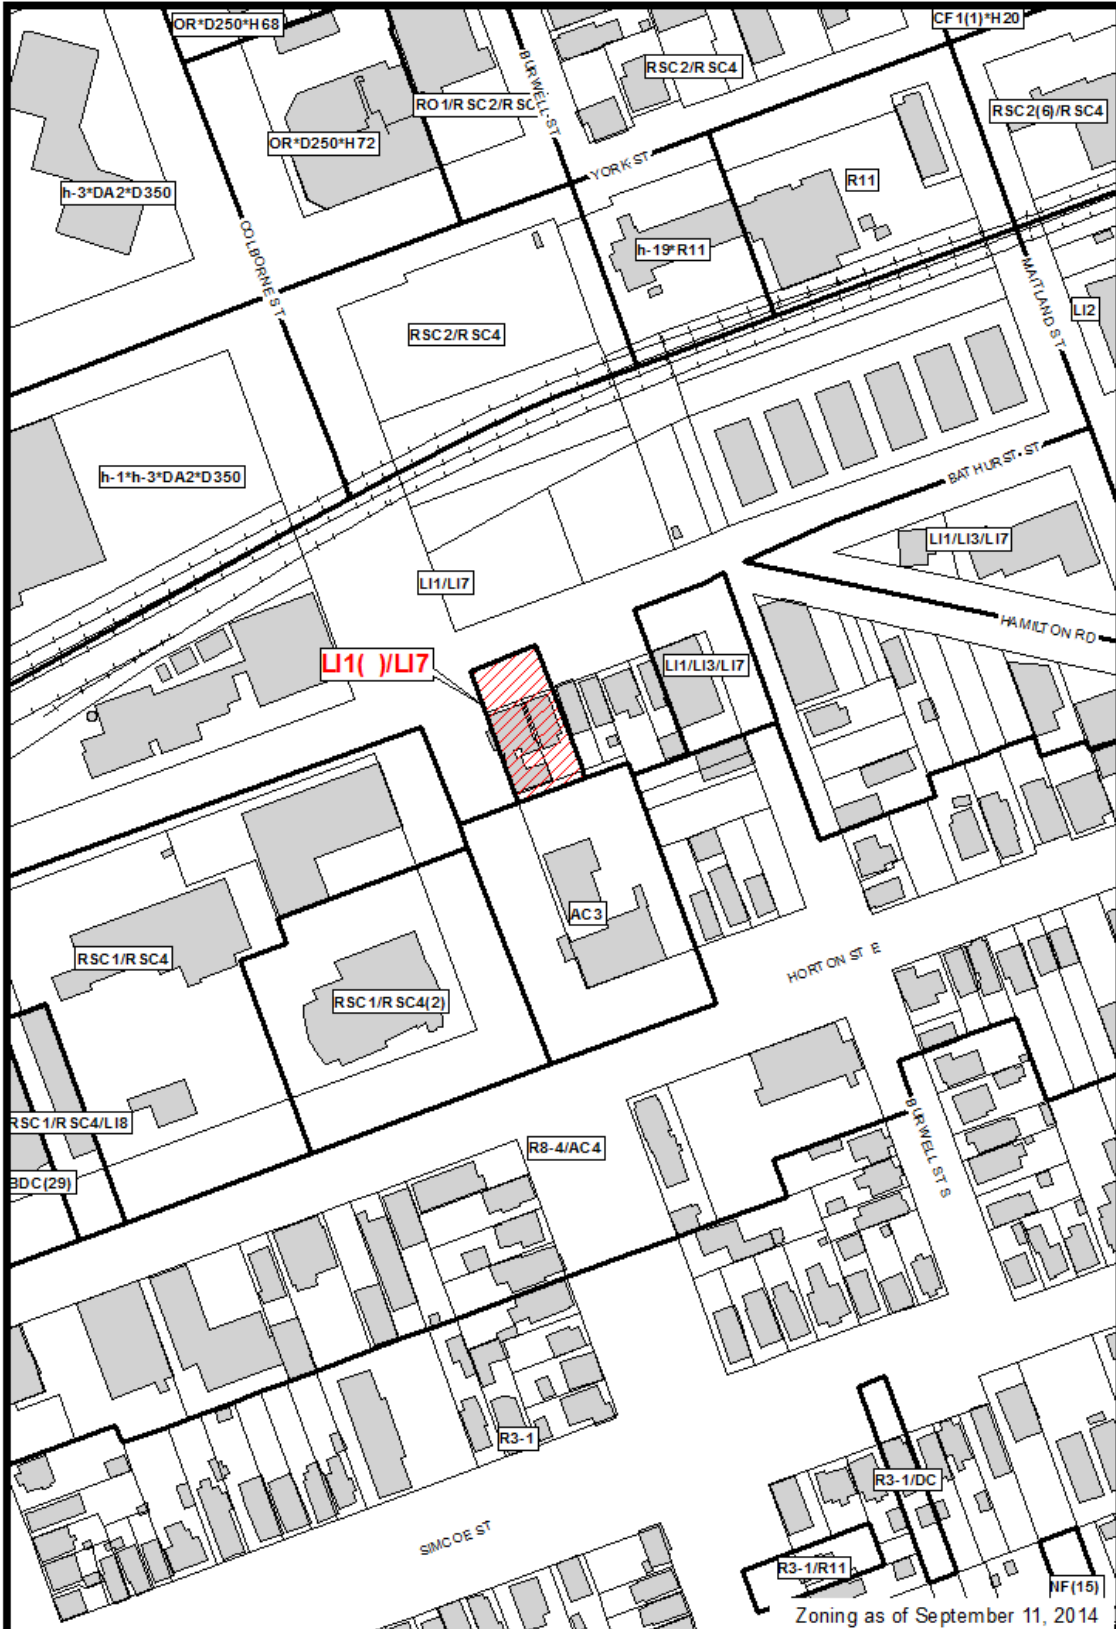 OR*D250*H68
CF1(1)*H20
RSC2/RSC4
BURWELL ST
RO1/RSC2/RSC
RSC2(6)/RSC4
OR*D250*H72
YORK ST
R11
h-3*DA2*D350
COLBORNE ST
h-19*R11
MAITLAND ST
LI2
RSC2/RSC4
BATHURST ST
h-1*h-3*DA2*D350
LI1/LI3/LI7
LI1/LI7
HAMILTON RD
LI1( )/LI7
LI1/LI3/LI7
AC3
HORTON ST E
RSC1/RSC4
RSC1/RSC4(2)
RSC1/RSC4/LI8
BURWELL ST S
R8-4/AC4
BDC(29)
R3-1
R3-1/DC
SIMCOE ST
R3-1/R11
NF(15)
Zoning as of September 11, 2014